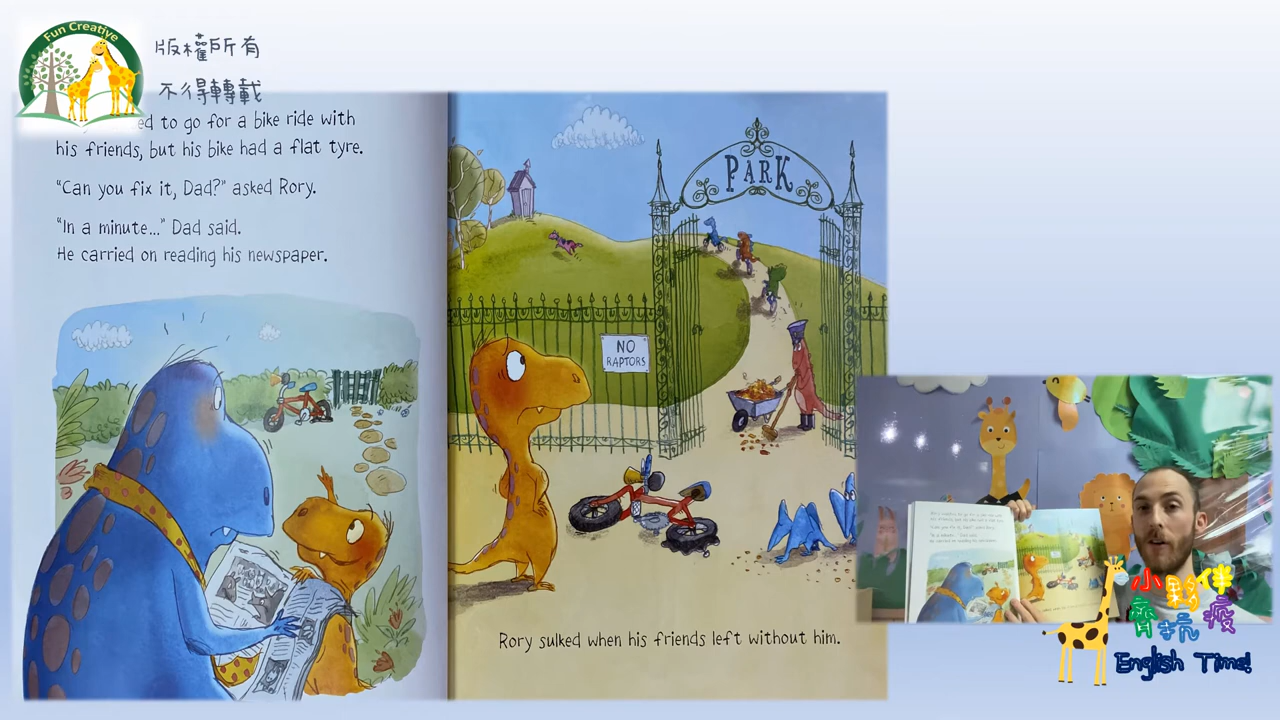 Fun Creative
版權所有
不得轉載
ed to go for a bike ride with
his friends, but his bike had a flat tyre.
“Can you fix it, Dad?” asked Rory.
“In a minute...” Dad said.
He carried on reading his newspaper.
PARK
NO
RAPTORS
Rory sulked when his friends left without him.
小夥伴
齊抗疫
English Time!